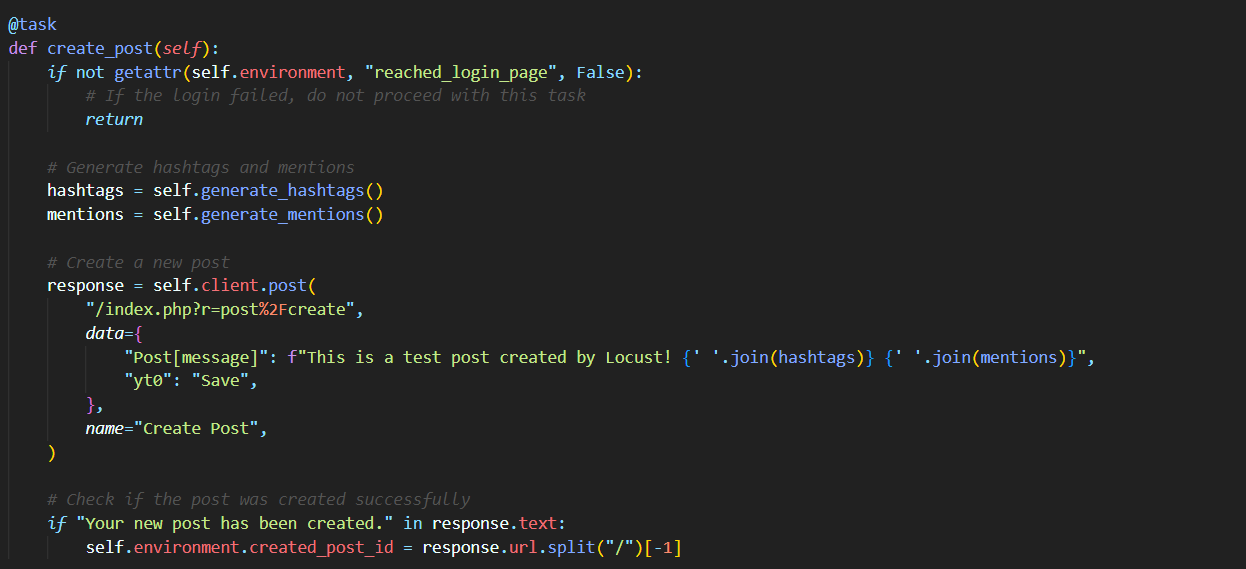 @task
def create_post(self):
    if not getattr(self.environment, "reached_login_page", False):
        # If the login failed, do not proceed with this task
        return

    # Generate hashtags and mentions
    hashtags = self.generate_hashtags()
    mentions = self.generate_mentions()

    # Create a new post
    response = self.client.post(
        "/index.php?r=post%2Fcreate",
        data={
            "Post[message]": f"This is a test post created by Locust! {' '.join(hashtags)} {' '.join(mentions)}",
            "yt0": "Save",
        },
        name="Create Post",
    )

    # Check if the post was created successfully
    if "Your new post has been created." in response.text:
        self.environment.created_post_id = response.url.split("/")[-1]